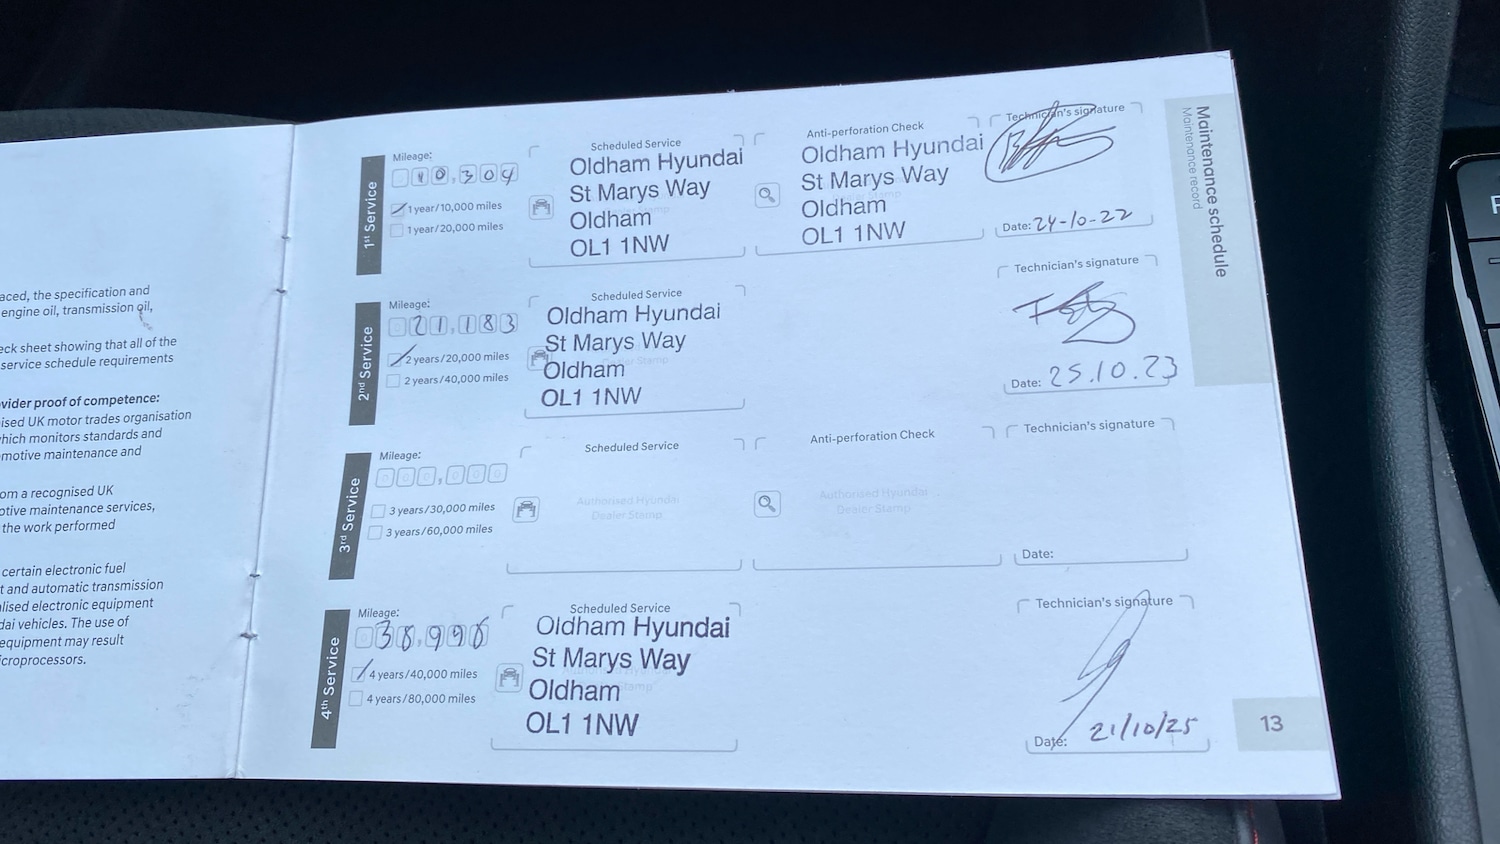 aced, the specification and
engine oil, transmission oil,
eck sheet showing that all of the
service schedule requirements
vider proof of competence:
ised UK motor trades organisation
hich monitors standards and
motive maintenance and
om a recognised UK
otive maintenance services,
the work performed
certain electronic fuel
t and automatic transmission
alised electronic equipment
dai vehicles. The use of
equipment may result
icroprocessors.
Maintenance schedule
Maintenance record
1st Service
Mileage:
10,304
1 year/10,000 miles
1 year/20,000 miles
Scheduled Service
Oldham Hyundai
St Marys Way
Oldham
OL1 1NW
Anti-perforation Check
Oldham Hyundai
St Marys Way
Oldham
OL1 1NW
Technician's signature
Date: 24-10-22
2nd Service
Mileage:
21,183
2 years/20,000 miles
2 years/40,000 miles
Scheduled Service
Oldham Hyundai
St Marys Way
Oldham
OL1 1NW
Technician's signature
Date: 25.10.23
3rd Service
Mileage:
000,000
3 years/30,000 miles
3 years/60,000 miles
Scheduled Service
Authorised Hyundai
Dealer Stamp
Anti-perforation Check
Authorised Hyundai
Dealer Stamp
Technician's signature
Date:
4th Service
Mileage:
4 years/40,000 miles
4 years/80,000 miles
Scheduled Service
Oldham Hyundai
St Marys Way
Oldham
OL1 1NW
Technician's signature
Date: 21/10/25
13